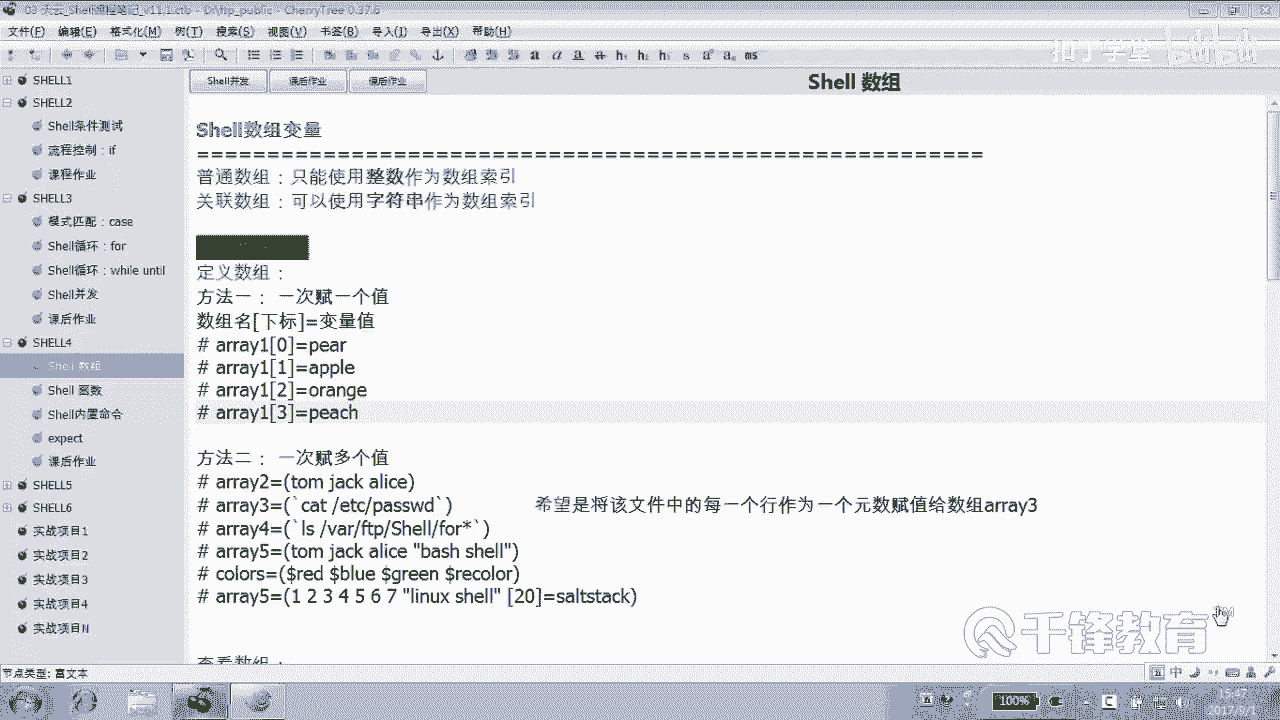 03 天云_Shell课程笔记_v11.1.ctb - D:\ftp_public - CherryTree 0.37.6
文件(F) 编辑(E) 格式化(M) 树(T) 搜索(S) 视图(V) 书签(B) 导入(I) 导出(X) 帮助(H)
扣丁学堂 bilibili
SHELL1
SHELL2
Shell条件测试
流程控制：if
课程作业
SHELL3
模式匹配：case
Shell循环：for
Shell循环：while until
Shell并发
课后作业
SHELL4
Shell 数组
Shell 函数
Shell内置命令
expect
课后作业
SHELL5
SHELL6
实战项目1
实战项目2
实战项目3
实战项目4
实战项目N
Shell并发 课后作业 课后作业 Shell 数组
Shell数组变量
========================================================
普通数组：只能使用整数作为数组索引
关联数组：可以使用字符串作为数组索引
定义数组：
方法一： 一次赋一个值
数组名[下标]=变量值
# array1[0]=pear
# array1[1]=apple
# array1[2]=orange
# array1[3]=peach
方法二： 一次赋多个值
# array2=(tom jack alice)
# array3=(`cat /etc/passwd`) 希望是将该文件中的每一个行作为一个元数赋值给数组array3
# array4=(`ls /var/ftp/Shell/for*`)
# array5=(tom jack alice "bash shell")
# colors=($red $blue $green $recolor)
# array5=(1 2 3 4 5 6 7 "linux shell" [20]=saltstack)
查看数组：
千锋教育
节点类型: 富文本
中
100%
15:47
2017/9/1